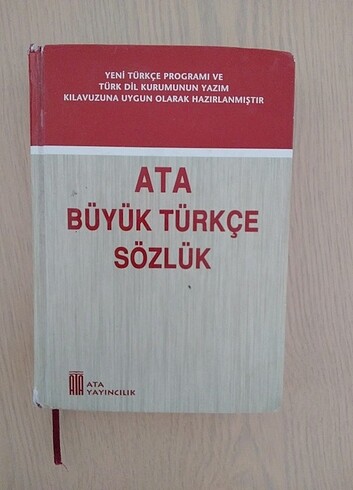 YENİ TÜRKÇE PROGRAMI VE
TÜRK DİL KURUMUNUN YAZIM
KILAVUZUNA UYGUN OLARAK HAZIRLANMIŞTIR
ATA
BÜYÜK TÜRKÇE
SÖZLÜK
ATA
ATA
YAYINCILIK